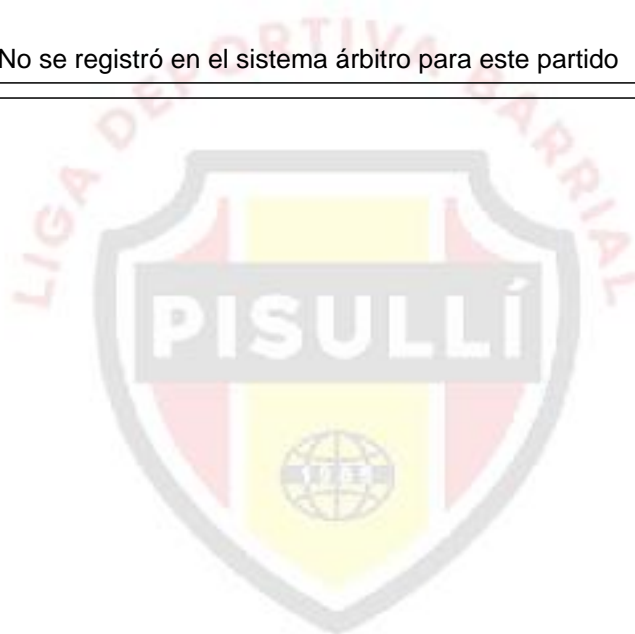 No se registró en el sistema árbitro para este partido
LIGA DEPORTIVA BARRIAL
PISULLÍ